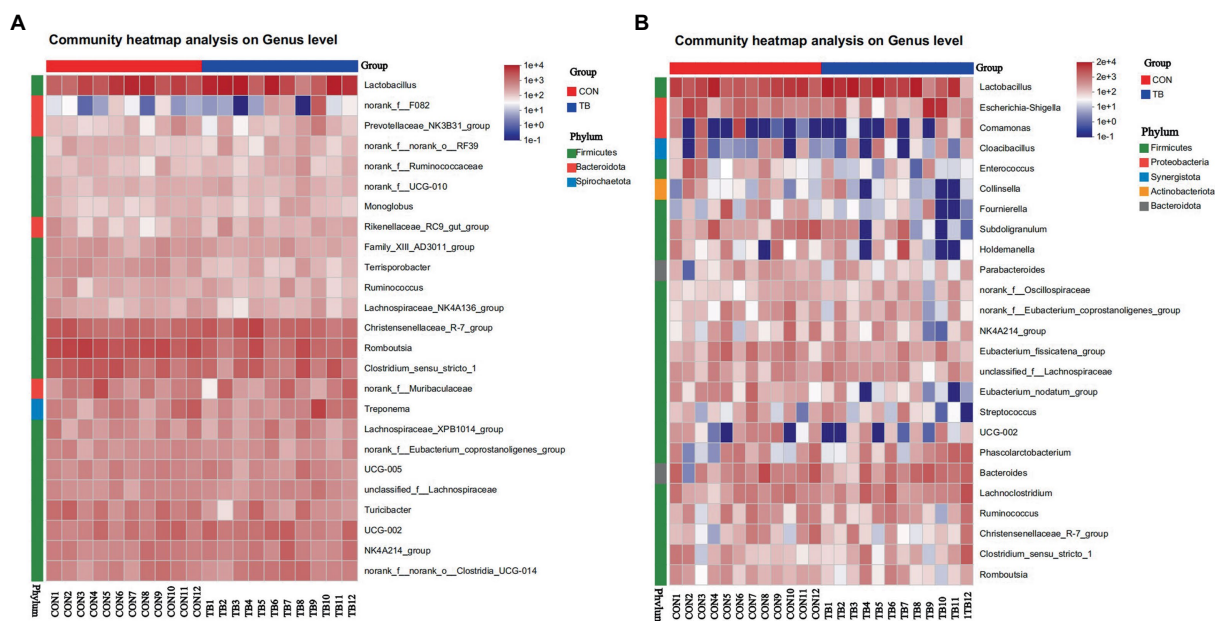 A
Community heatmap analysis on Genus level
Group
Lactobacillus
norank_f__F082
Prevotellaceae_NK3B31_group
norank_f__norank_o__RF39
norank_f__Ruminococcaceae
norank_f__UCG-010
Monoglobus
Rikenellaceae_RC9_gut_group
Family_XIII_AD3011_group
Terrisporobacter
Ruminococcus
Lachnospiraceae_NK4A136_group
Christensenellaceae_R-7_group
Romboutsia
Clostridium_sensu_stricto_1
norank_f__Muribaculaceae
Treponema
Lachnospiraceae_XPB1014_group
norank_f__Eubacterium_coprostanoligenes_group
UCG-005
unclassified_f__Lachnospiraceae
Turicibacter
UCG-002
NK4A214_group
norank_f__norank_o__Clostridia_UCG-014
Phylum
CON1
CON2
CON3
CON4
CON5
CON6
CON7
CON8
CON9
CON10
CON11
CON12
TB1
TB2
TB3
TB4
TB5
TB6
TB7
TB8
TB9
TB10
TB11
TB12
1e+4
1e+3
1e+2
1e+1
1e+0
1e-1
Group
CON
TB
Phylum
Firmicutes
Bacteroidota
Spirochaetota
B
Community heatmap analysis on Genus level
Group
Lactobacillus
Escherichia-Shigella
Comamonas
Cloacibacillus
Enterococcus
Collinsella
Fournierella
Subdoligranulum
Holdemanella
Parabacteroides
norank_f__Oscillospiraceae
norank_f__Eubacterium_coprostanoligenes_group
NK4A214_group
Eubacterium_fissicatena_group
unclassified_f__Lachnospiraceae
Eubacterium_nodatum_group
Streptococcus
UCG-002
Phascolarctobacterium
Bacteroides
Lachnoclostridium
Ruminococcus
Christensenellaceae_R-7_group
Clostridium_sensu_stricto_1
Romboutsia
Phylum
CON1
CON2
CON3
CON4
CON5
CON6
CON7
CON8
CON9
CON10
CON11
CON12
TB1
TB2
TB3
TB4
TB5
TB6
TB7
TB8
TB9
TB10
TB11
1TB12
2e+4
1e+3
1e+2
1e+1
1e+0
1e-1
Group
CON
TB
Phylum
Firmicutes
Proteobacteria
Synergistota
Actinobacteriota
Bacteroidota